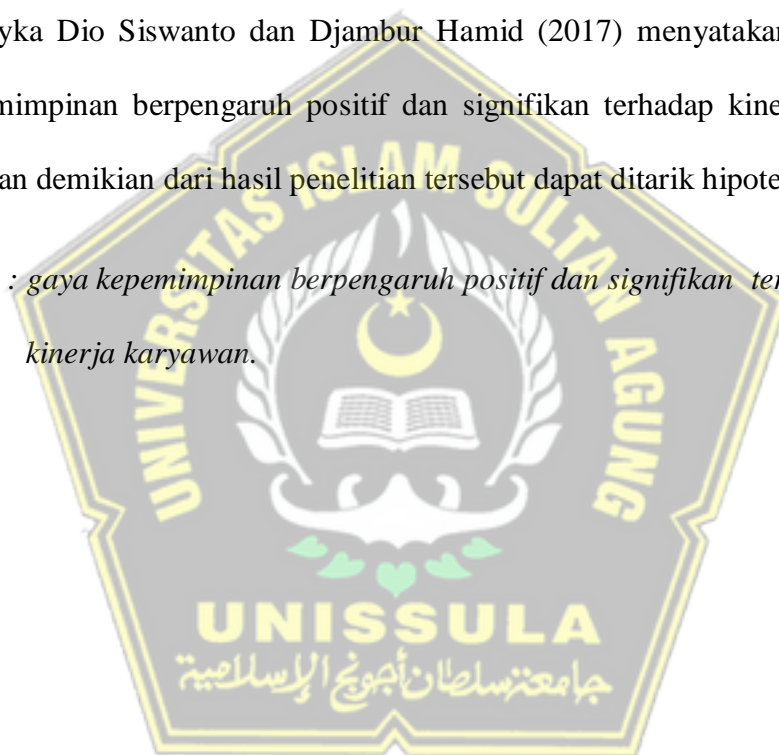 yka Dio Siswanto dan Djambur Hamid (2017) menyatakan
mimpinan berpengaruh positif dan signifikan terhadap kine
an demikian dari hasil penelitian tersebut dapat ditarik hipote
: gaya kepemimpinan berpengaruh positif dan signifikan ter
kinerja karyawan.
UNIVERSITAS ISLAM SULTAN AGUNG
UNISSULA
جامعتنسلطان أجونج الإسلامية